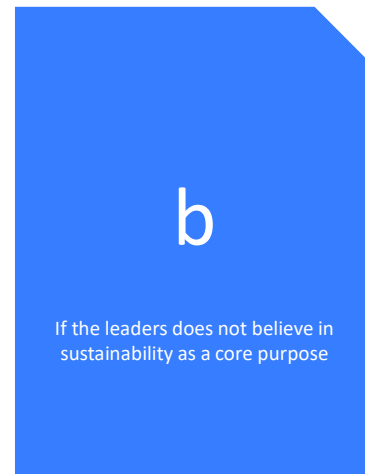 b
If the leaders does not believe in
sustainability as a core purpose